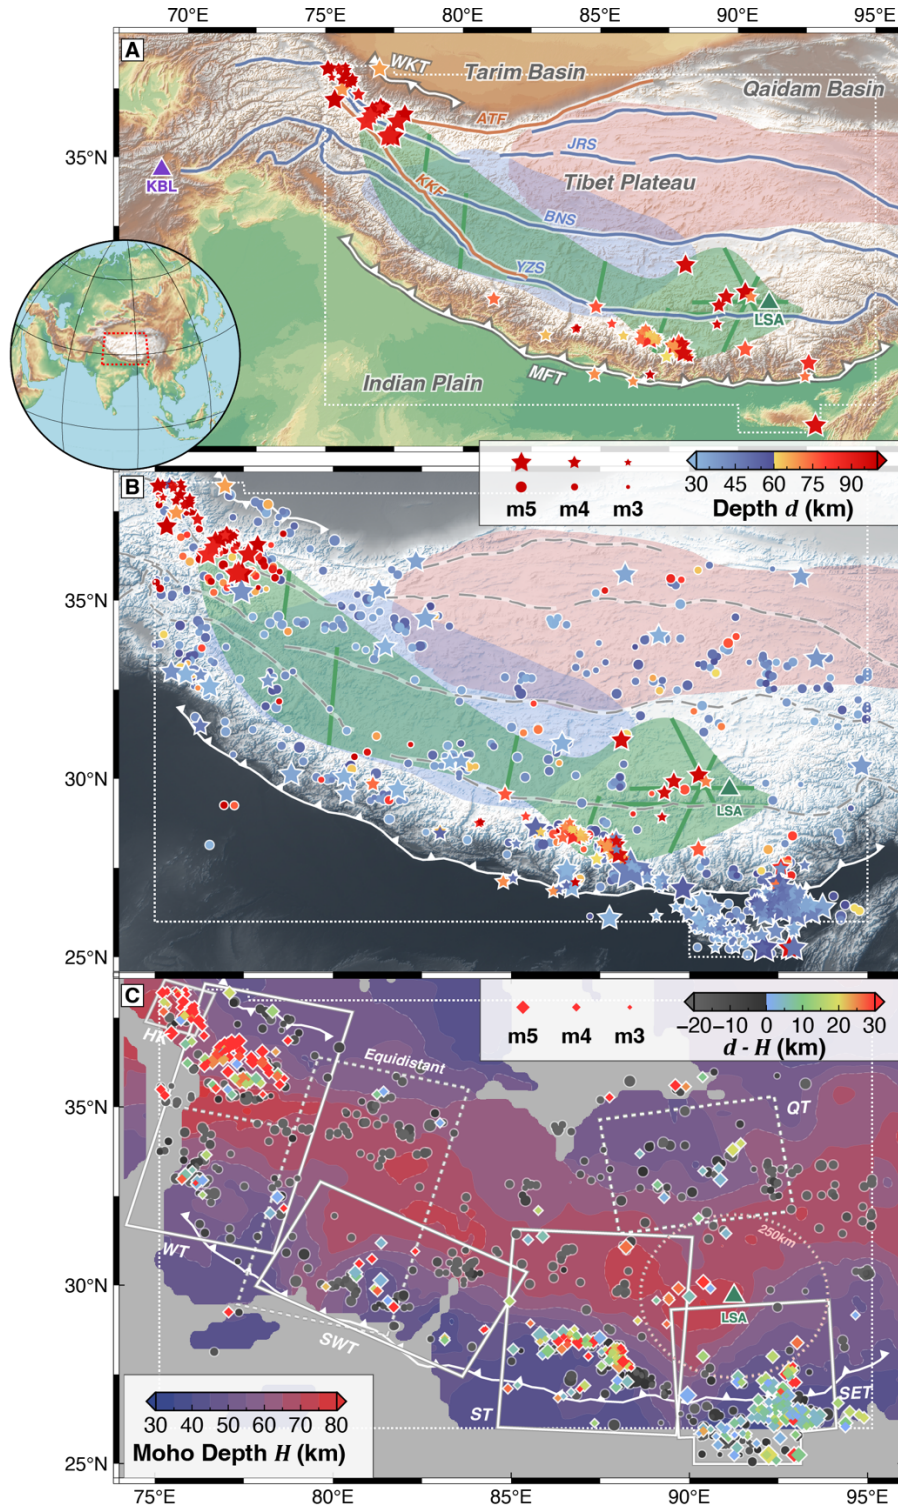 70°E 75°E 80°E 85°E 90°E 95°E
A
WKT
Tarim Basin
Qaidam Basin
ATF
JRS
35°N
KBL
KKF
Tibet Plateau
BNS
YZS
LSA
MFT
Indian Plain
m5 m4 m3
30 45 60 75 90
Depth d (km)
B
35°N
30°N
LSA
25°N
C
HK
m5 m4 m3
−20 −10 0 10 20 30
d - H (km)
Equidistant
35°N
QT
WT
250km
30°N
LSA
SWT
ST
SET
30 40 50 60 70 80
Moho Depth H (km)
25°N
75°E 80°E 85°E 90°E 95°E